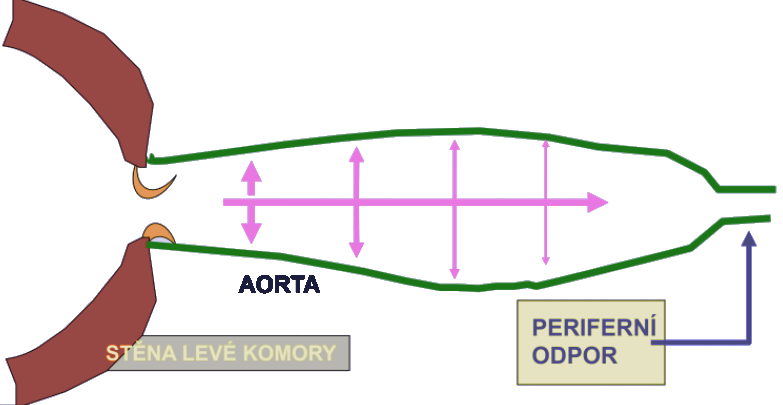 AORTA
STĚNA LEVÉ KOMORY
PERIFERNÍ
ODPOR